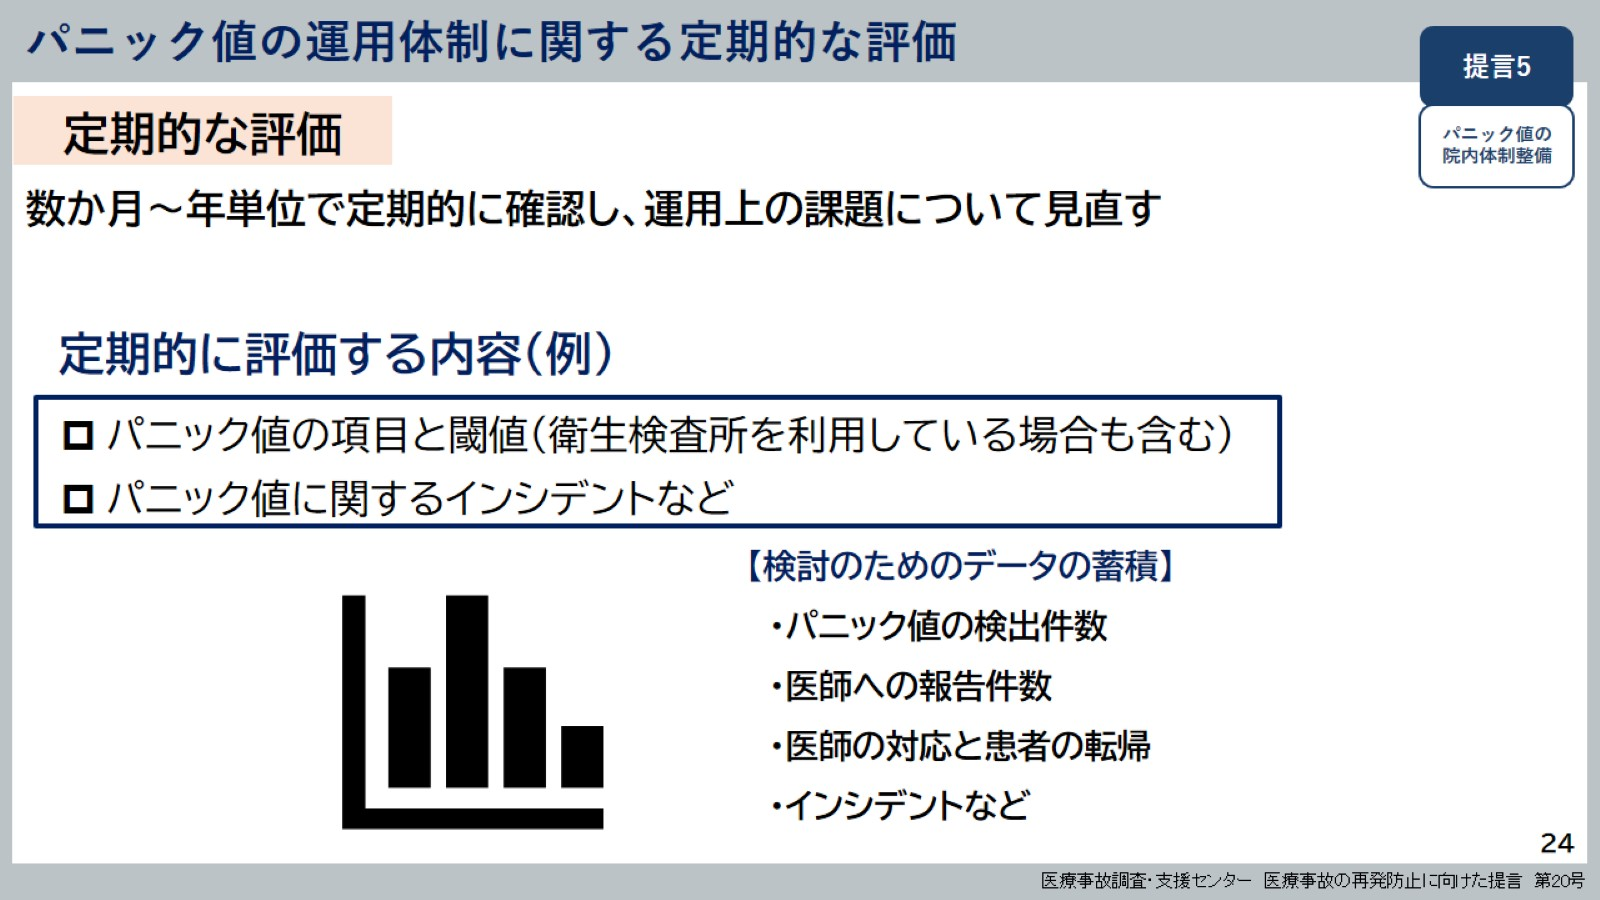 パニック値の運用体制に関する定期的な評価
提言5
パニック値の
院内体制整備
定期的な評価
数か月～年単位で定期的に確認し、運用上の課題について見直す
定期的に評価する内容（例）
パニック値の項目と閾値（衛生検査所を利用している場合も含む）
パニック値に関するインシデントなど
【検討のためのデータの蓄積】
・パニック値の検出件数
・医師への報告件数
・医師の対応と患者の転帰
・インシデントなど
24
医療事故調査・支援センター　医療事故の再発防止に向けた提言　第20号